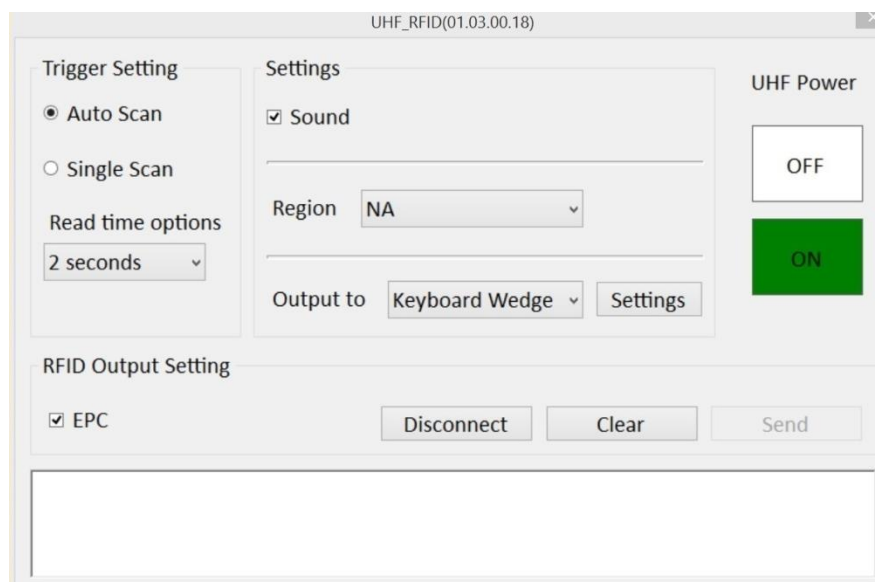 UHF_RFID(01.03.00.18)
Trigger Setting
Auto Scan
Single Scan
Read time options
2 seconds
Settings
Sound
Region NA
Output to Keyboard Wedge Settings
UHF Power
OFF
ON
RFID Output Setting
EPC Disconnect Clear Send